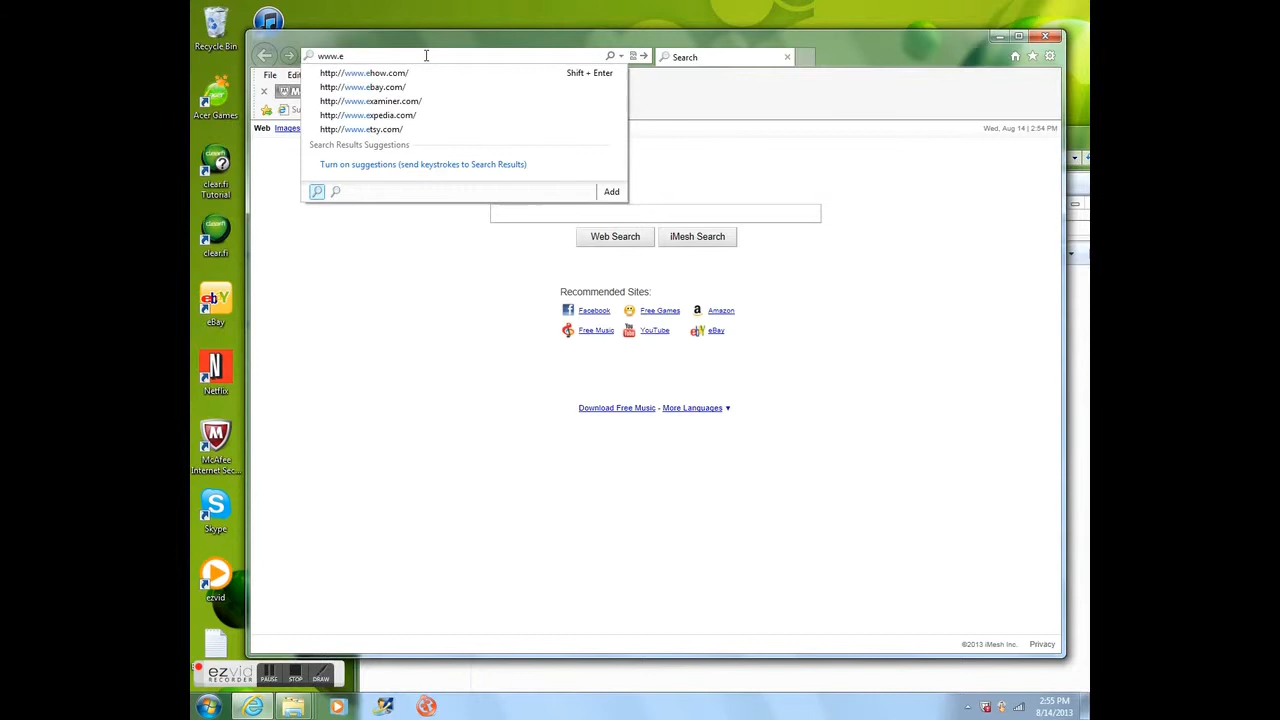 Recycle Bin
www.e
Search
File Edi
http://www.ehow.com/ Shift + Enter
http://www.ebay.com/
http://www.examiner.com/
http://www.expedia.com/
http://www.etsy.com/
Search Results Suggestions
Turn on suggestions (send keystrokes to Search Results)
Add
M
Su
Web Images
Wed, Aug 14 | 2:54 PM
Web Search iMesh Search
Recommended Sites:
Facebook Free Games Amazon
Free Music YouTube eBay
Download Free Music - More Languages ▼
©2013 iMesh Inc. Privacy
Acer Games
clear.fi
Tutorial
clear.fi
eBay
Netflix
McAfee
Internet Sec...
Skype
ezvid
ezvid
RECORDER
PAUSE STOP DRAW
2:55 PM
8/14/2013